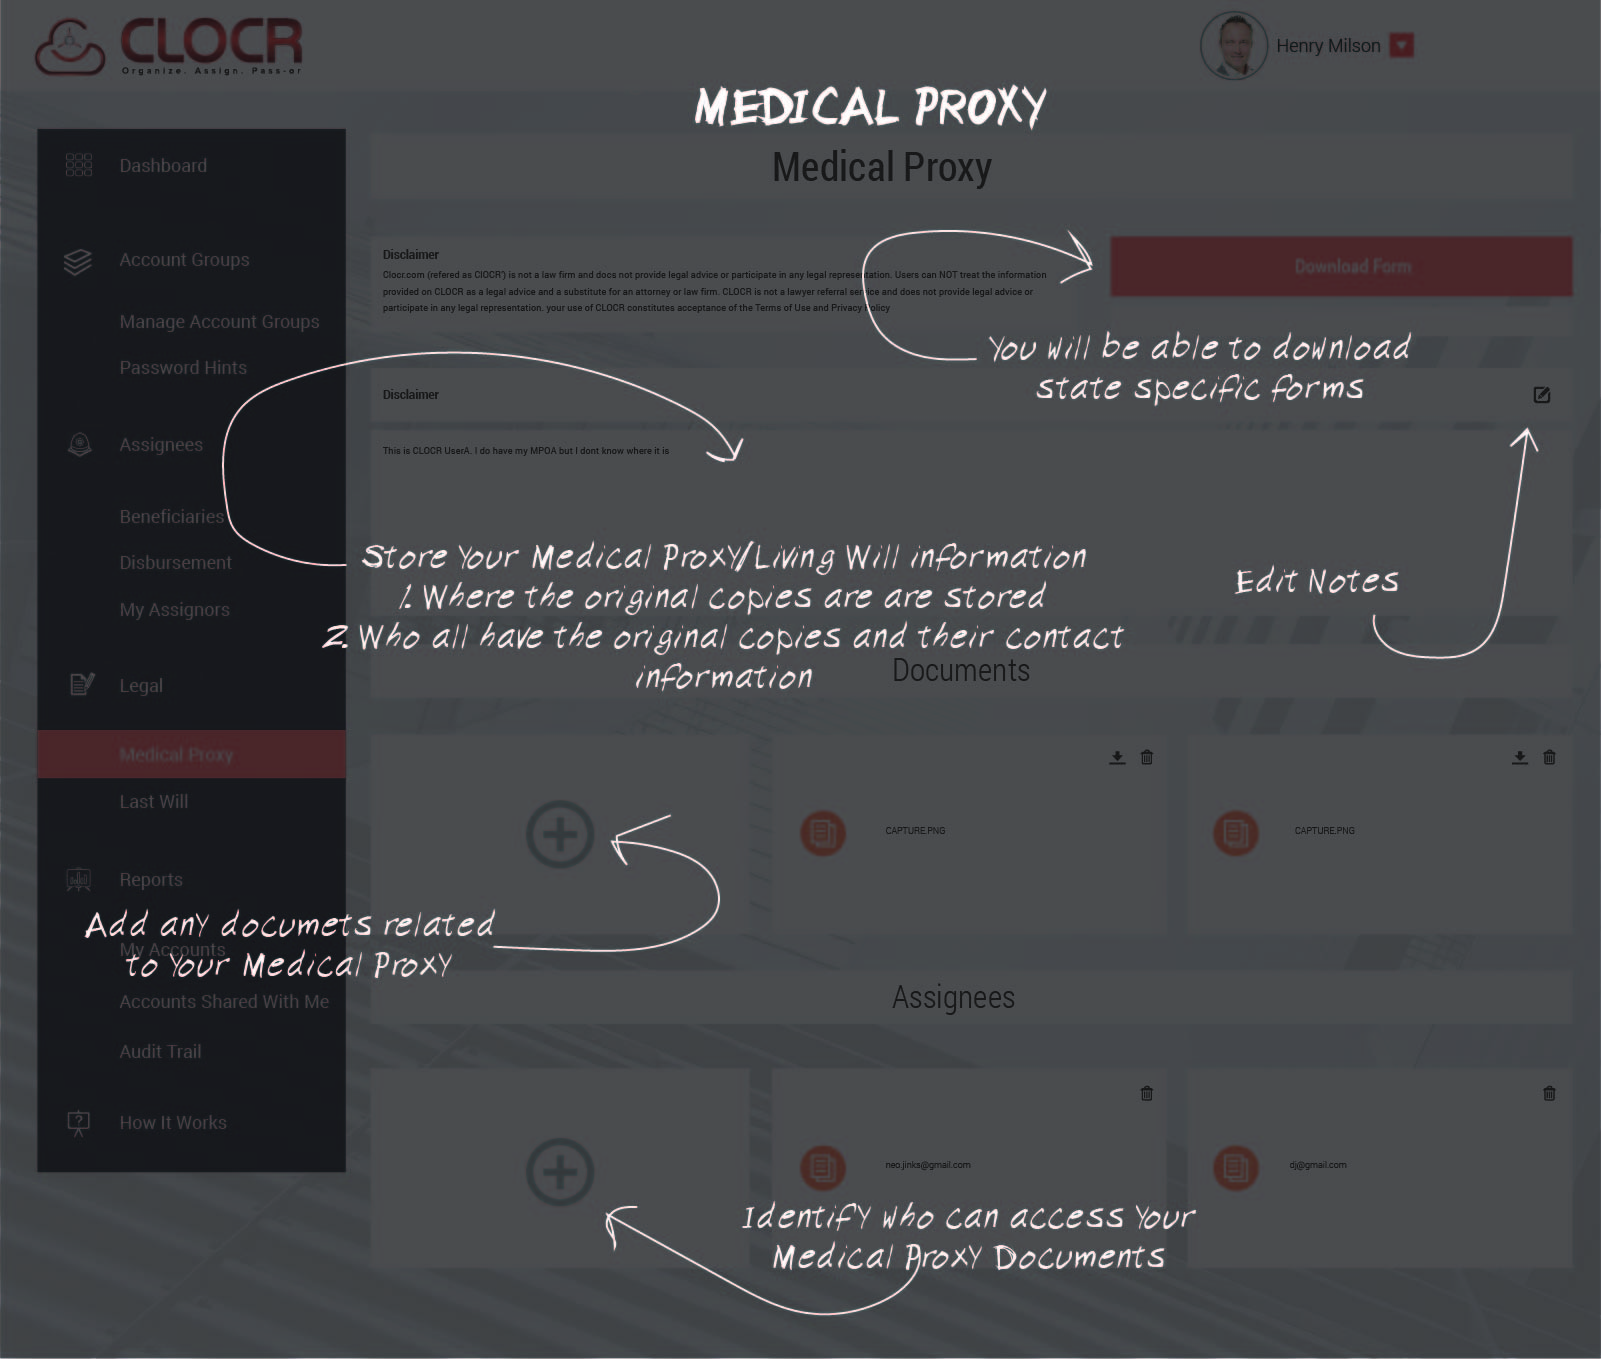 CLOCR
Organize. Assign. Pass-or
Henry Milson
MEDICAL PROXY
Medical Proxy
Dashboard
Account Groups
Manage Account Groups
Password Hints
Assignees
Beneficiaries
Disbursement
My Assignors
Legal
Medical Proxy
Last Will
Reports
My Accounts
Accounts Shared With Me
Audit Trail
How It Works
Disclaimer
Clocr.com (refered as ClOCR') is not a law firm and docs not provide legal advice or participate in any legal representation. Users can NOT treat the information
provided on CLOCR as a legal advice and a substitute for an attorney or law firm. CLOCR is not a lawyer referral service and does not provide legal advice or
participate in any legal representation. your use of CLOCR constitutes acceptance of the Terms of Use and Privacy Policy
Download Form
You will be able to download
state specific forms
Disclaimer
This is CLOCR UserA. I do have my MPOA but I dont know where it is
Store Your Medical Proxy/Living Will information
1. Where the original copies are are stored
2. Who all have the original copies and their contact
information
Edit Notes
Documents
CAPTURE.PNG
CAPTURE.PNG
Add any documets related
to Your Medical Proxy
Assignees
neo.jinks@gmail.com
dj@gmail.com
Identify who can access Your
Medical Proxy Documents